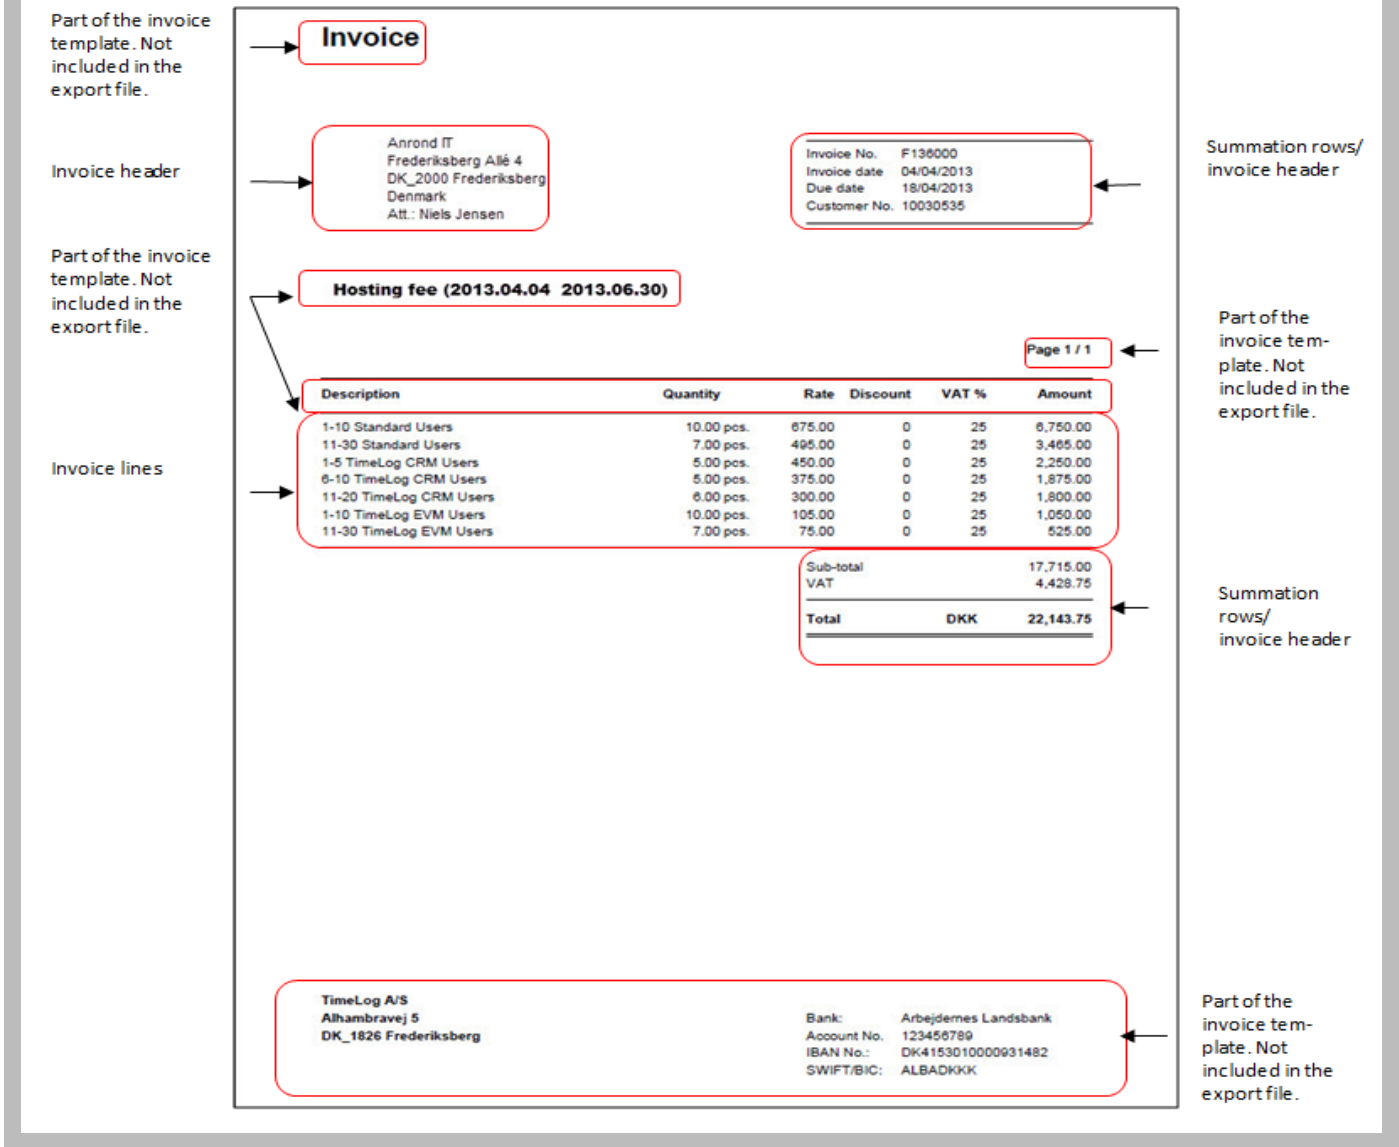 Part of the invoice
template. Not
included in the
export file.
Invoice
Invoice header
Anrond IT
Frederiksberg Allé 4
DK_2000 Frederiksberg
Denmark
Att.: Niels Jensen
Invoice No. F136000
Invoice date 04/04/2013
Due date 18/04/2013
Customer No. 10030535
Summation rows/
invoice header
Part of the invoice
template. Not
included in the
export file.
Hosting fee (2013.04.04 2013.06.30)
Page 1 / 1
Part of the
invoice tem-
plate. Not
included in the
export file.
Description Quantity Rate Discount VAT % Amount
Invoice lines
1-10 Standard Users 10.00 pcs. 675.00 0 25 6,750.00
11-30 Standard Users 7.00 pcs. 495.00 0 25 3,465.00
1-5 TimeLog CRM Users 5.00 pcs. 450.00 0 25 2,250.00
6-10 TimeLog CRM Users 5.00 pcs. 375.00 0 25 1,875.00
11-20 TimeLog CRM Users 6.00 pcs. 300.00 0 25 1,800.00
1-10 TimeLog EVM Users 10.00 pcs. 105.00 0 25 1,050.00
11-30 TimeLog EVM Users 7.00 pcs. 75.00 0 25 525.00
Sub-total 17,715.00
VAT 4,428.75
Total DKK 22,143.75
Summation
rows/
invoice header
TimeLog A/S
Alhambravej 5
DK_1826 Frederiksberg
Bank: Arbejdernes Landsbank
Account No. 123456789
IBAN No.: DK4153010000931482
SWIFT/BIC: ALBADKKK
Part of the
invoice tem-
plate. Not
included in the
export file.